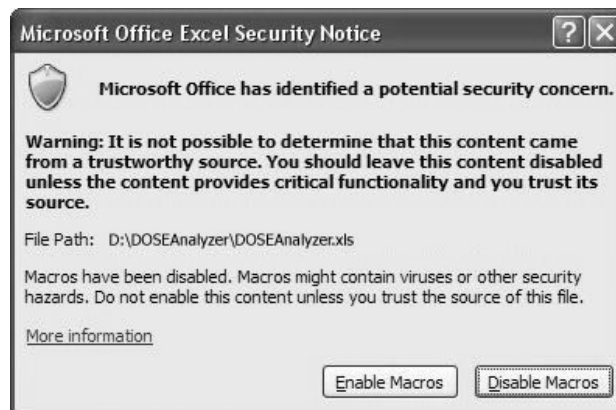 Microsoft Office Excel Security Notice
Microsoft Office has identified a potential security concern.
Warning: It is not possible to determine that this content came
from a trustworthy source. You should leave this content disabled
unless the content provides critical functionality and you trust its
source.
File Path: D:\DOSEAnalyzer\DOSEAnalyzer.xls
Macros have been disabled. Macros might contain viruses or other security
hazards. Do not enable this content unless you trust the source of this file.
More information
Enable Macros Disable Macros